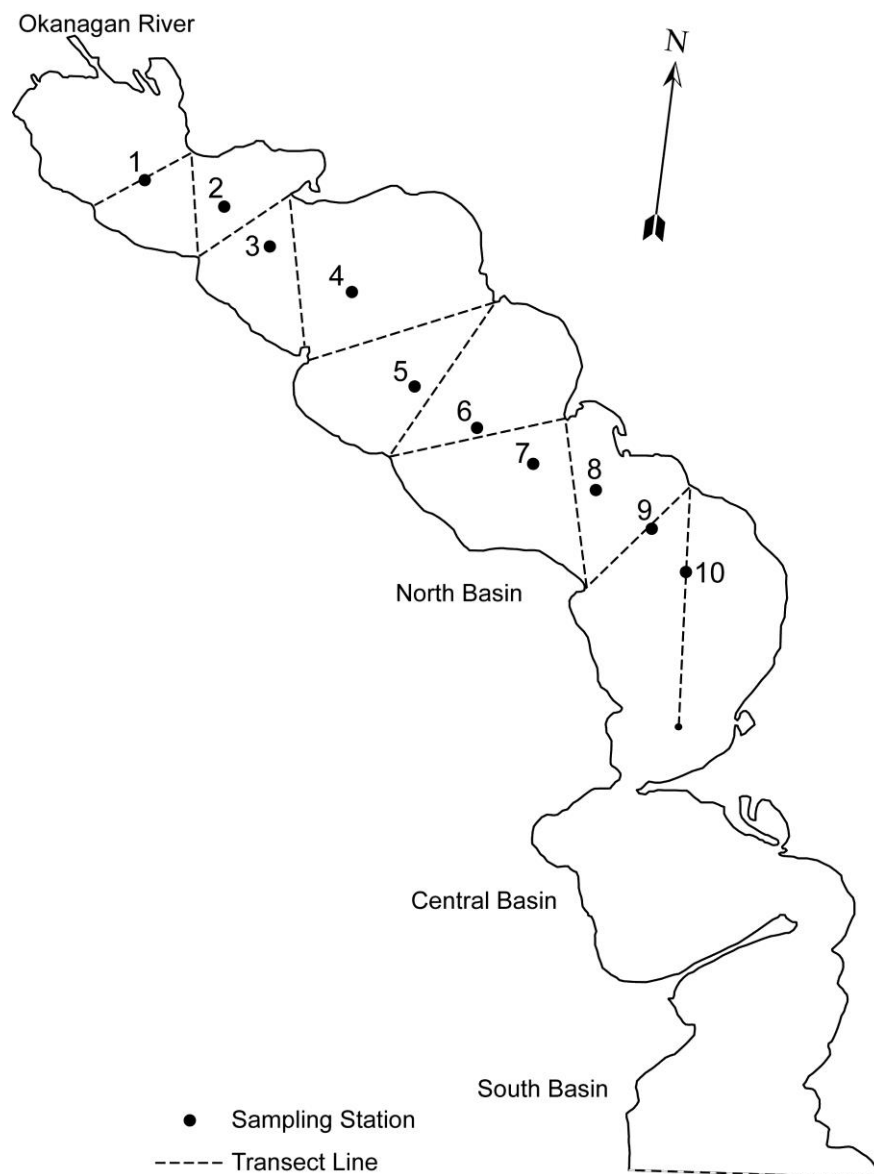 Okanagan River
N
1
2
3
4
5
6
7
8
9
10
North Basin
Central Basin
South Basin
Sampling Station
Transect Line